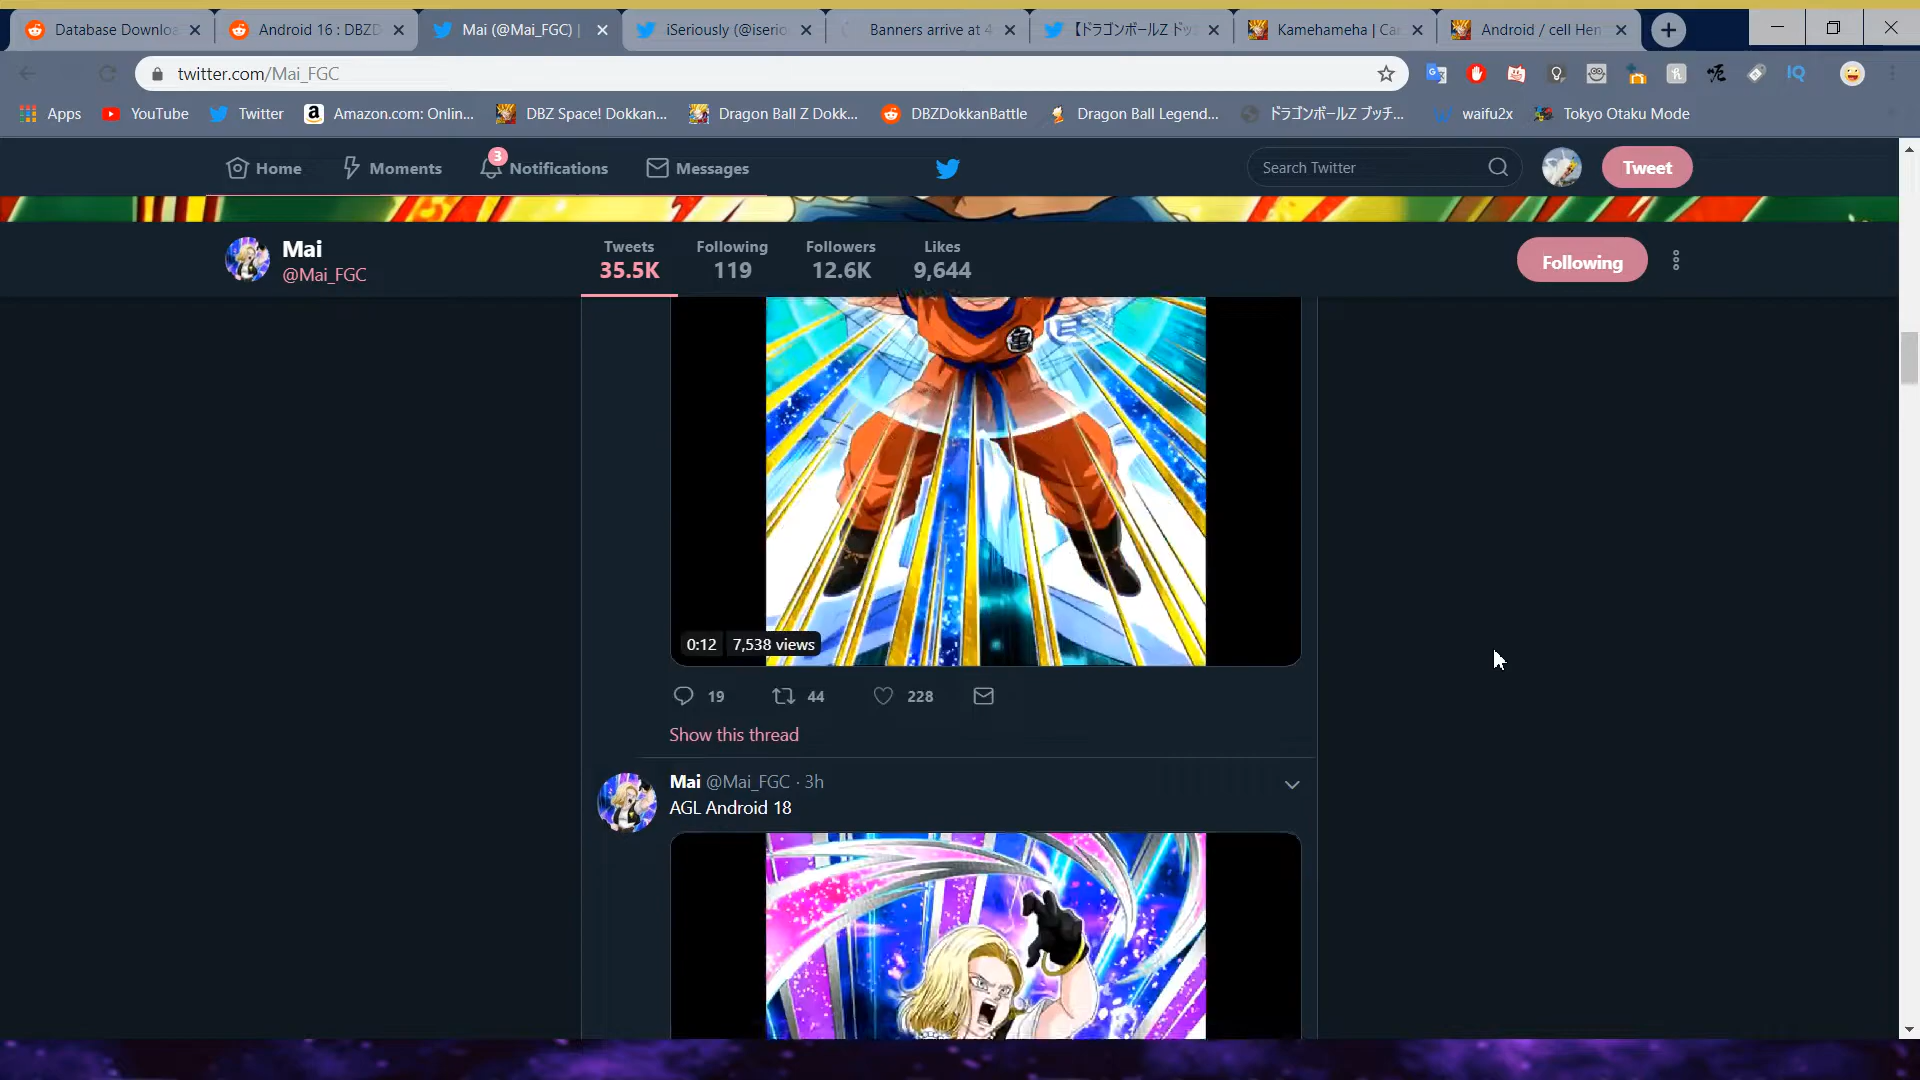 Database Downloa
Android 16 : DBZD
Mai (@Mai_FGC) |
iSeriously (@iserio
Banners arrive at 4
【ドラゴンボールZ ドッ
Kamehameha | Ca
Android / cell Hen
twitter.com/Mai_FGC
Apps
YouTube
Twitter
Amazon.com: Onlin...
DBZ Space! Dokkan...
Dragon Ball Z Dokk...
DBZDokkanBattle
Dragon Ball Legend...
ドラゴンボールZ ブッチ...
waifu2x
Tokyo Otaku Mode
Home
Moments
3
Notifications
Messages
Search Twitter
Tweet
Mai
@Mai_FGC
Tweets
35.5K
Following
119
Followers
12.6K
Likes
9,644
Following
亀
0:12 7,538 views
19
44
228
Show this thread
Mai @Mai_FGC · 3h
AGL Android 18